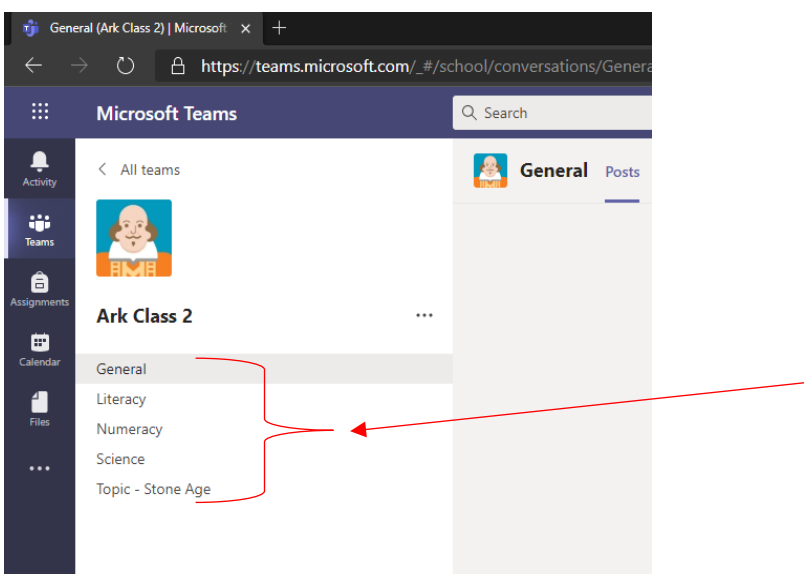 General (Ark Class 2) | Microsoft
https://teams.microsoft.com/_#/school/conversations/Genera
Microsoft Teams
Search
Activity
Teams
Assignments
Calendar
Files
All teams
Ark Class 2
General
Literacy
Numeracy
Science
Topic - Stone Age
General Posts